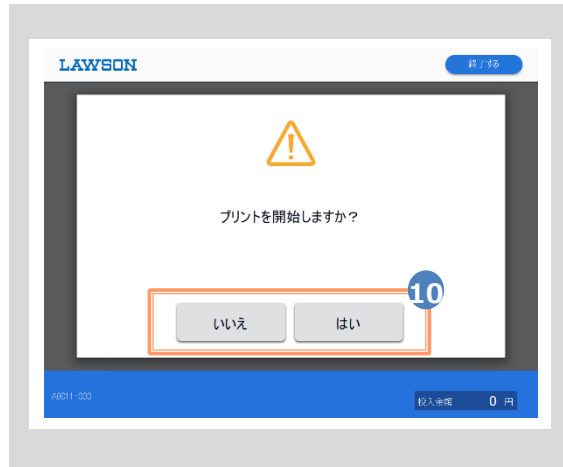 LAWSON
終了する
プリントを開始しますか？
10
いいえ
はい
A6011-000
投入金額 0 円